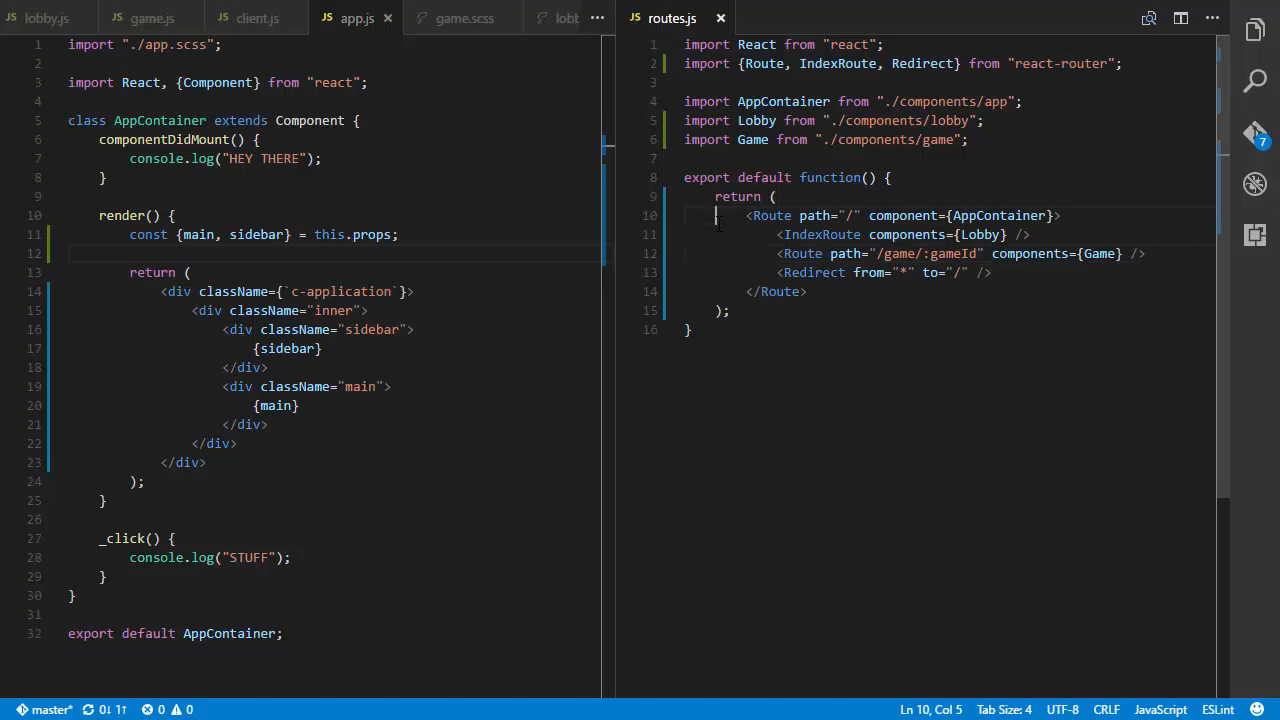 lobby.js game.js client.js app.js game.scss lobb
1 import "./app.scss";
2
3 import React, {Component} from "react";
4
5 class AppContainer extends Component {
6 componentDidMount() {
7 console.log("HEY THERE");
8 }
9
10 render() {
11 const {main, sidebar} = this.props;
12
13 return (
14 <div className={`c-application`}>
15 <div className="inner">
16 <div className="sidebar">
17 {sidebar}
18 </div>
19 <div className="main">
20 {main}
21 </div>
22 </div>
23 </div>
24 );
25 }
26
27 _click() {
28 console.log("STUFF");
29 }
30 }
31
32 export default AppContainer;
JS routes.js
1 import React from "react";
2 import {Route, IndexRoute, Redirect} from "react-router";
3
4 import AppContainer from "./components/app";
5 import Lobby from "./components/lobby";
6 import Game from "./components/game";
7
8 export default function() {
9 return (
10 <Route path="/" component={AppContainer}>
11 <IndexRoute components={Lobby} />
12 <Route path="/game/:gameId" components={Game} />
13 <Redirect from="*" to="/" />
14 </Route>
15 );
16 }
7
master* 0↓ 1↑ 0 0 Ln 10, Col 5 Tab Size: 4 UTF-8 CRLF JavaScript ESLint